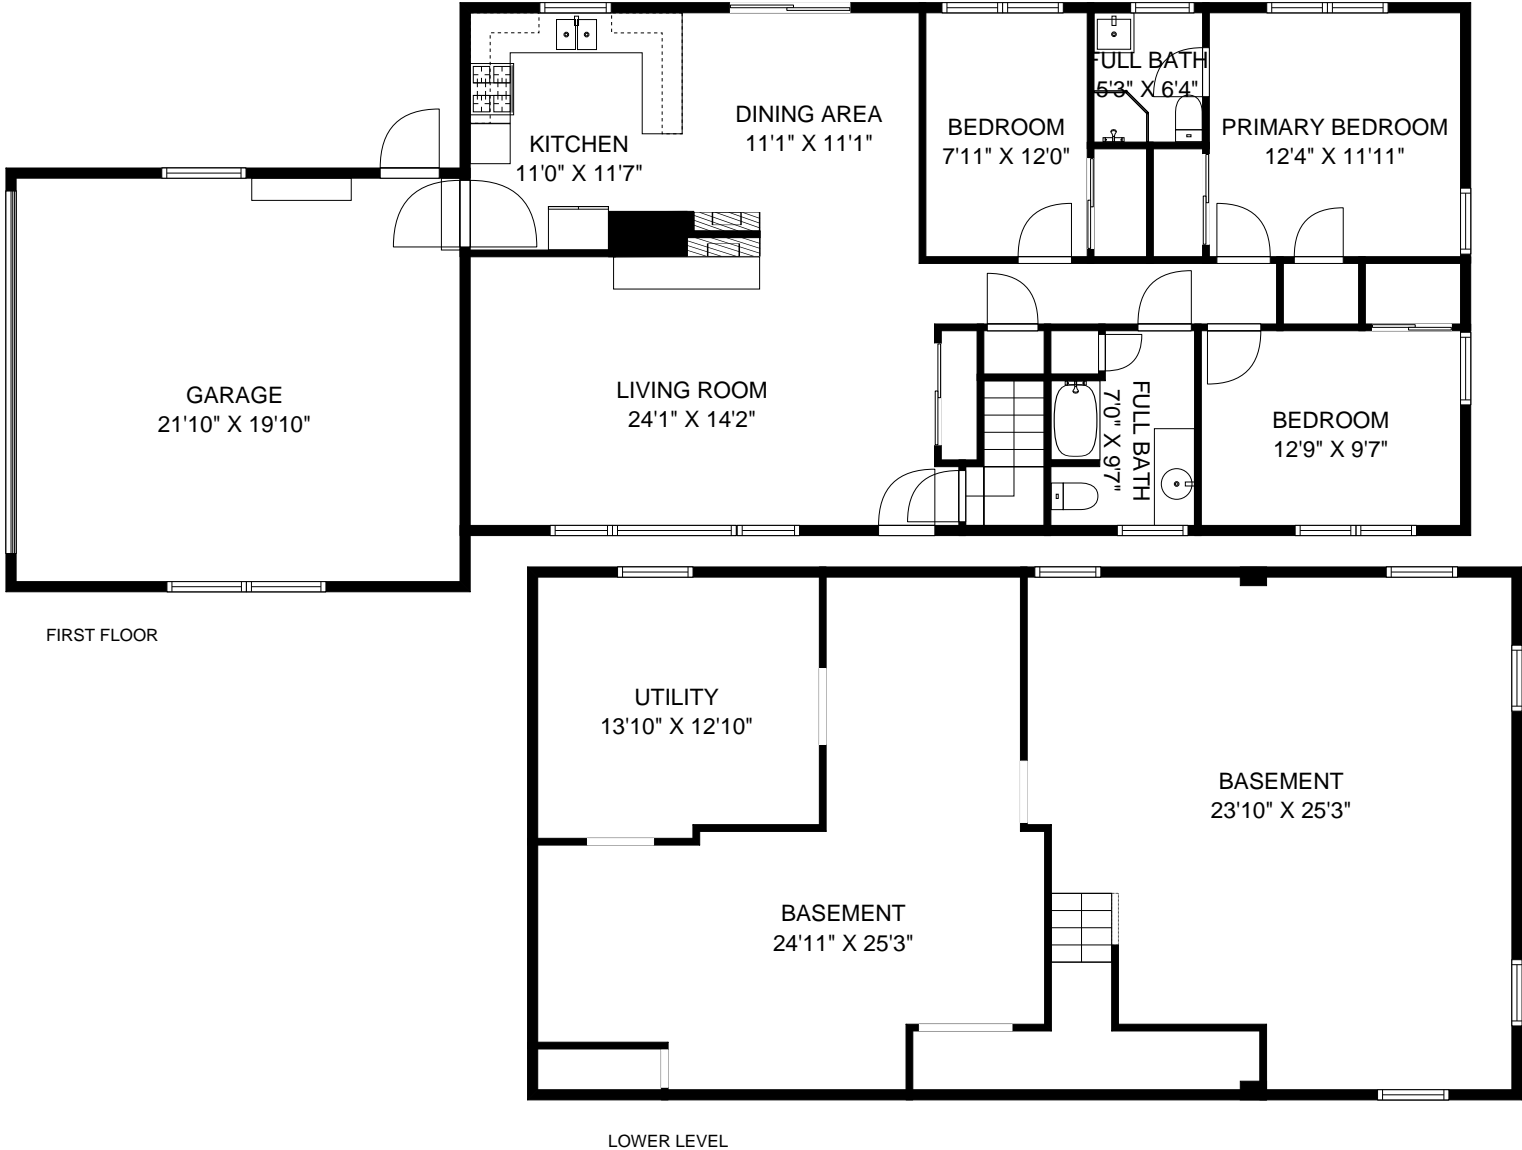 FULL BATH
5'3" X 6'4"
DINING AREA
11'1" X 11'1"
BEDROOM
7'11" X 12'0"
PRIMARY BEDROOM
12'4" X 11'11"
KITCHEN
11'0" X 11'7"
GARAGE
21'10" X 19'10"
LIVING ROOM
24'1" X 14'2"
FULL BATH
7'0" X 9'7"
BEDROOM
12'9" X 9'7"
FIRST FLOOR
UTILITY
13'10" X 12'10"
BASEMENT
23'10" X 25'3"
BASEMENT
24'11" X 25'3"
LOWER LEVEL